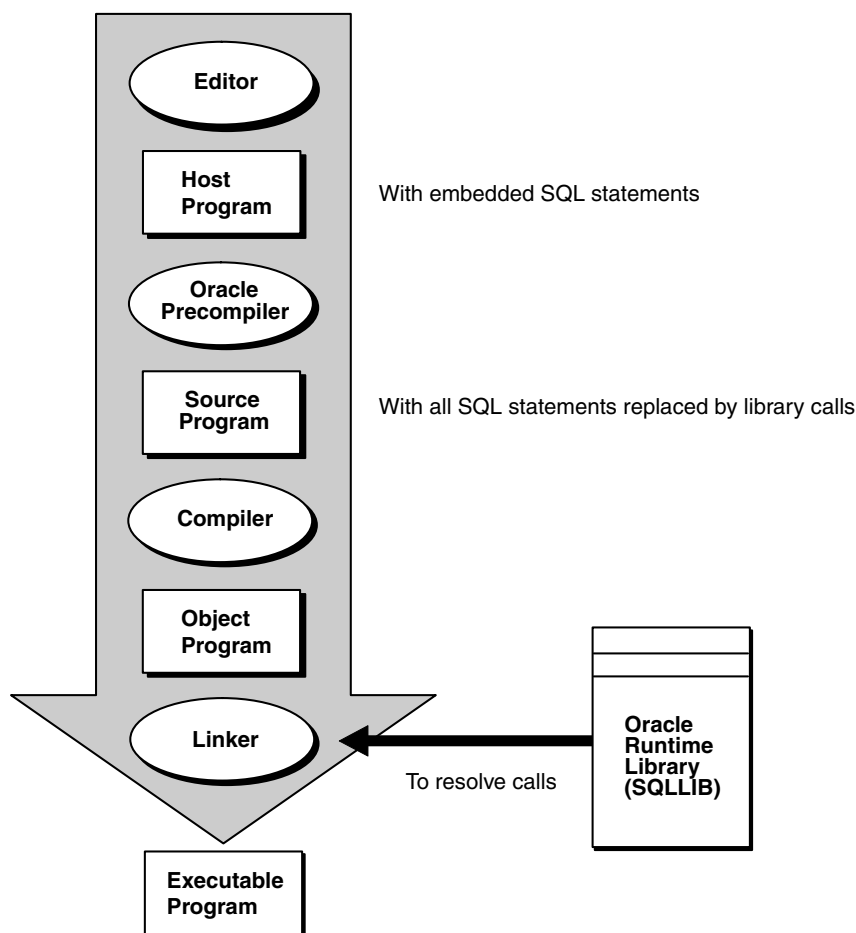 Editor
Host
Program
With embedded SQL statements
Oracle
Precompiler
Source
Program
With all SQL statements replaced by library calls
Compiler
Object
Program
Linker
To resolve calls
Oracle
Runtime
Library
(SQLLIB)
Executable
Program